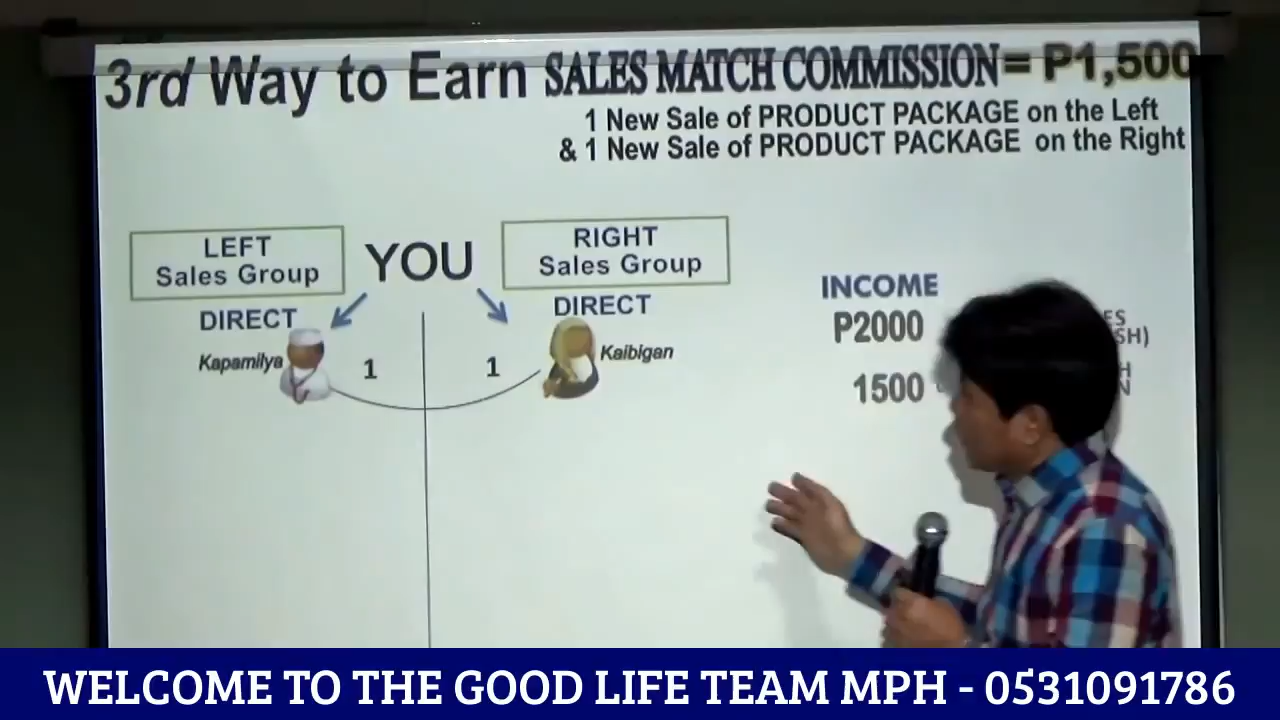 3rd Way to Earn SALES MATCH COMMISSION = P1,500
1 New Sale of PRODUCT PACKAGE on the Left
& 1 New Sale of PRODUCT PACKAGE on the Right
LEFT
Sales Group
YOU
RIGHT
Sales Group
DIRECT
DIRECT
Kapamilya
1
1
Kaibigan
INCOME
P2000
1500
WELCOME TO THE GOOD LIFE TEAM MPH - 0531091786